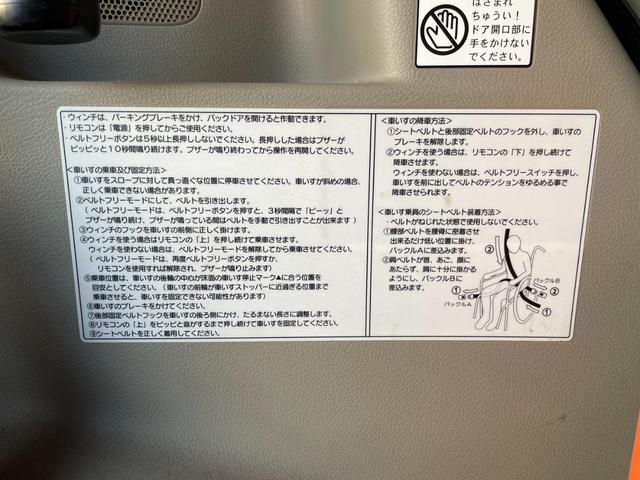 はさまれ
ちゅうい!
ドア開口部に
手をかけない
でください。
・ウィンチは、パーキングブレーキをかけ、バックドアを開けると作動できます。
・リモコンは「電源」を押してからご使用ください。
・ベルトフリーボタンは5秒以上長押ししないでください。長押しした場合はブザーが
ピッピッと10秒間鳴り続けます。ブザーが鳴り終わってから操作を再開してください。
<車いすの乗車及び固定方法>
①車いすをスロープに対して真っ直ぐな位置に停車させてください。車いすが斜めの場合、
正しく乗車できない場合があります。
②ベルトフリーモードにして、ベルトを引き出します。
(ベルトフリーモードは、ベルトフリーボタンを押すと、3秒間隔で「ピーッ」と
ブザーが鳴り続け、ブザーが鳴っている間はベルトを手動で引き出すことが出来ます)
③ウィンチのフックを車いすの前側に正しく掛けます。
④ウィンチを使う場合はリモコンの「上」を押し続けて乗車させます。
ウィンチを使わない場合は、ベルトフリーモードを解除してから乗車させてください。
(ベルトフリーモードは、再度ベルトフリーボタンを押すか、
リモコンを使用すれば解除され、ブザーが鳴り止みます)
⑤乗車位置は、車いすの後輪の中心が床面の車いす停止マーク▲に合う位置を
目安としてください。(車いすの前輪が車いすストッパーに近過ぎる位置まで
乗車させると、車いすを固定できない可能性があります)
⑥車いすのブレーキをかけてください。
⑦後部固定ベルトフックを車いすの後ろ側にかけ、たるまない長さに調整します。
⑧リモコンの「上」をピピッと音がするまで押し続けて車いすを固定してください。
⑨シートベルトを正しく着用してください。
<車いすの降車方法>
①シートベルトと後部固定ベルトのフックを外し、車いすの
ブレーキを解除します。
②ウィンチを使う場合は、リモコンの「下」を押し続けて
降車させます。
ウィンチを使わない場合は、ベルトフリースイッチを押し、
車いすを前に出してベルトのテンションをゆるめる事で
降車させられます。
<車いす乗員のシートベルト装着方法>
・ベルトがねじれた状態で使用しないでください。
①腰部ベルトを腰骨に密着させ
出来るだけ低い位置に掛け、
バックルAに差込みます。
②肩ベルトが首、あご、顔に
あたらず、肩に十分に掛かる
ようにし、バックルBに
差込みます。
②
バックルB
②
①
バックルA
①